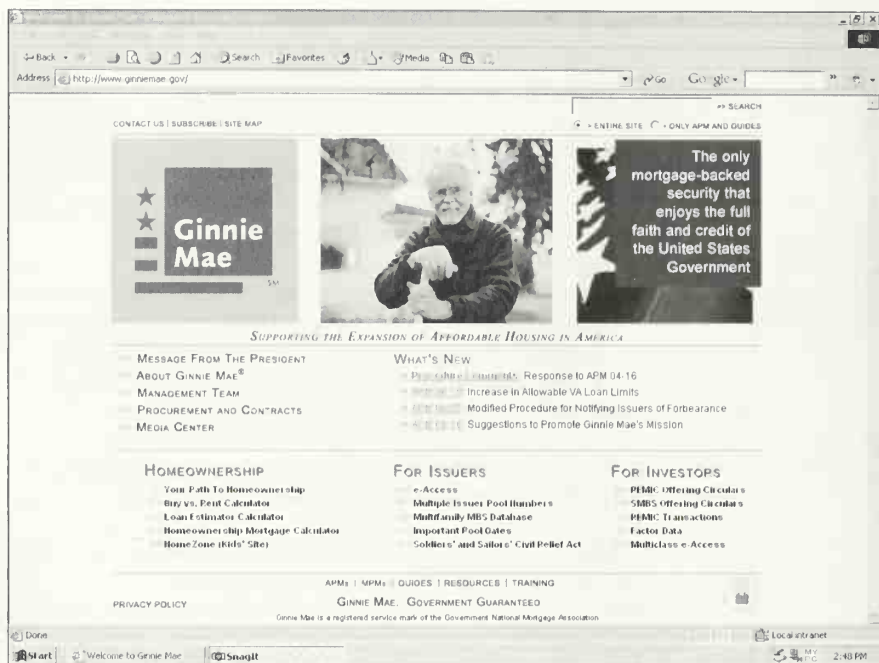 Back Search Favorites Media
Address http://www.ginniemae.gov/ Go Google »
>> SEARCH
CONTACT US | SUBSCRIBE | SITE MAP
ENTIRE SITE ONLY APM AND GUIDES
Ginnie
Mae
SM
The only
mortgage-backed
security that
enjoys the full
faith and credit of
the United States
Government
SUPPORTING THE EXPANSION OF AFFORDABLE HOUSING IN AMERICA
MESSAGE FROM THE PRESIDENT
ABOUT GINNIE MAE®
MANAGEMENT TEAM
PROCUREMENT AND CONTRACTS
MEDIA CENTER
WHAT'S NEW
Response to APM 04-16
Increase in Allowable VA Loan Limits
Modified Procedure for Notifying Issuers of Forbearance
Suggestions to Promote Ginnie Mae's Mission
HOMEOWNERSHIP
Your Path To Homeownership
Buy vs. Rent Calculator
Loan Estimator Calculator
Homeownership Mortgage Calculator
HomeZone (Kids' Site)
FOR ISSUERS
e-Access
Multiple Issuer Pool Numbers
Multifamily MBS Database
Important Pool Dates
Soldiers' and Sailors' Civil Relief Act
FOR INVESTORS
REMIC Offering Circulars
SMBS Offering Circulars
REMIC Transactions
Factor Data
Multiclass e-Access
APMs | MPMs GUIDES | RESOURCES | TRAINING
PRIVACY POLICY
GINNIE MAE. GOVERNMENT GUARANTEED
Ginnie Mae is a registered service mark of the Government National Mortgage Association
Done Local intranet
Start Welcome to Ginnie Mae SnagIt 2:48 PM